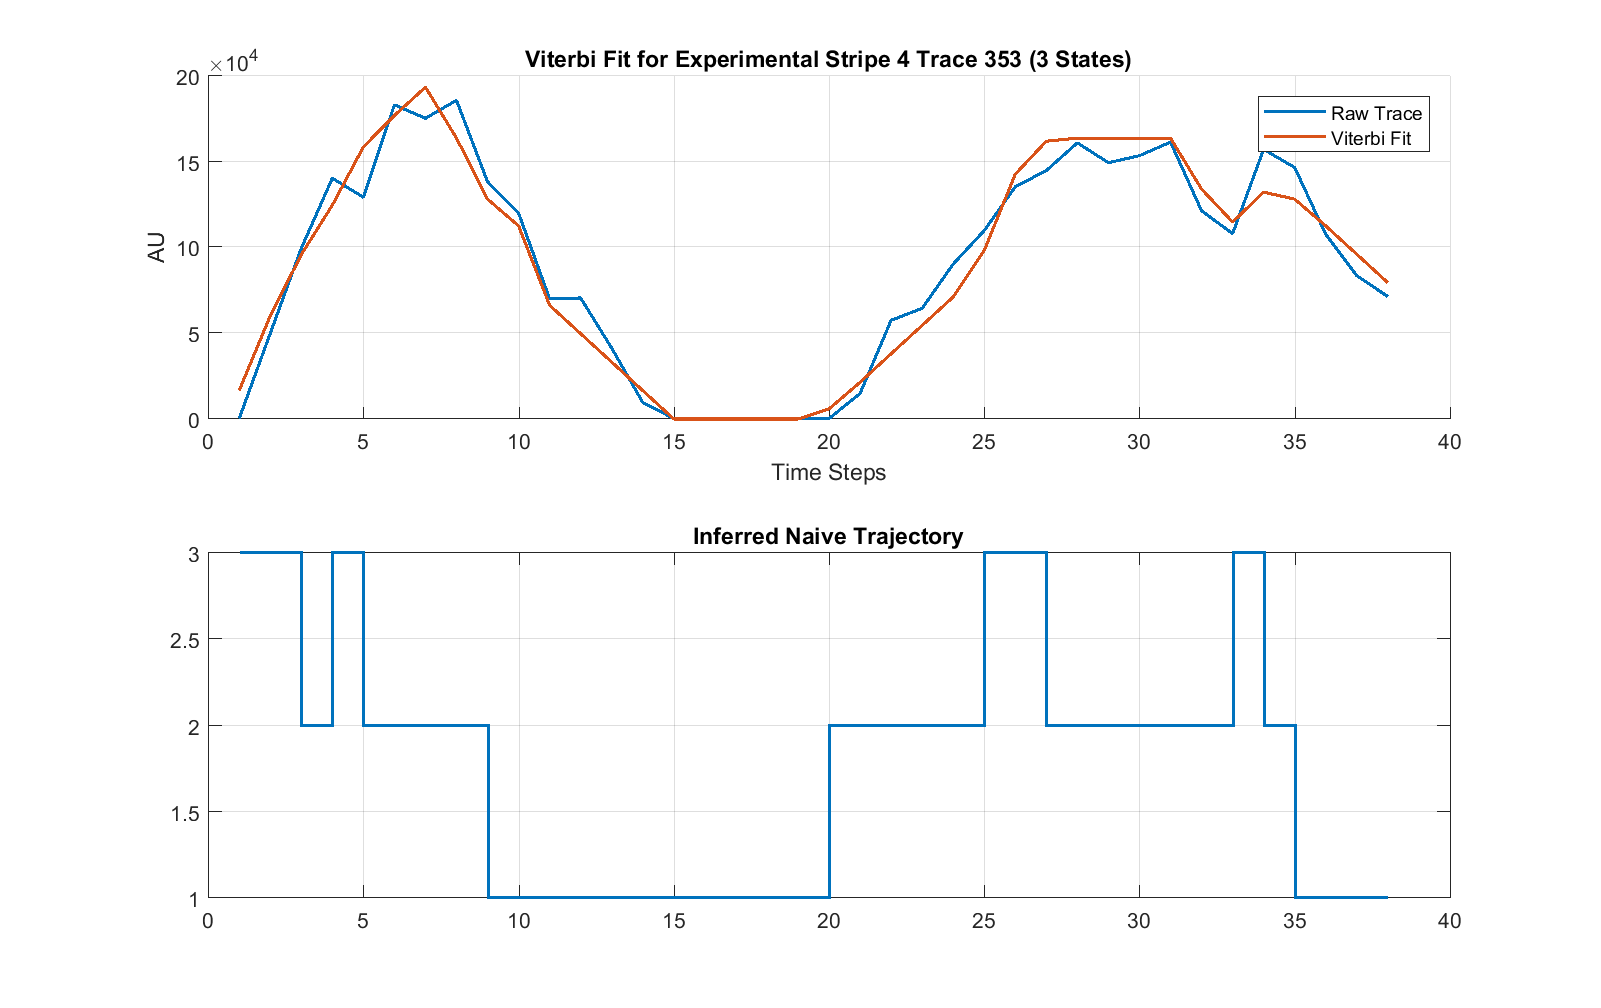 Viterbi Fit for Experimental Stripe 4 Trace 353 (3 States)
×10^4
20
15
10
5
0
AU
Raw Trace
Viterbi Fit
0 5 10 15 20 25 30 35 40
Time Steps
Inferred Naive Trajectory
3
2.5
2
1.5
1
0 5 10 15 20 25 30 35 40